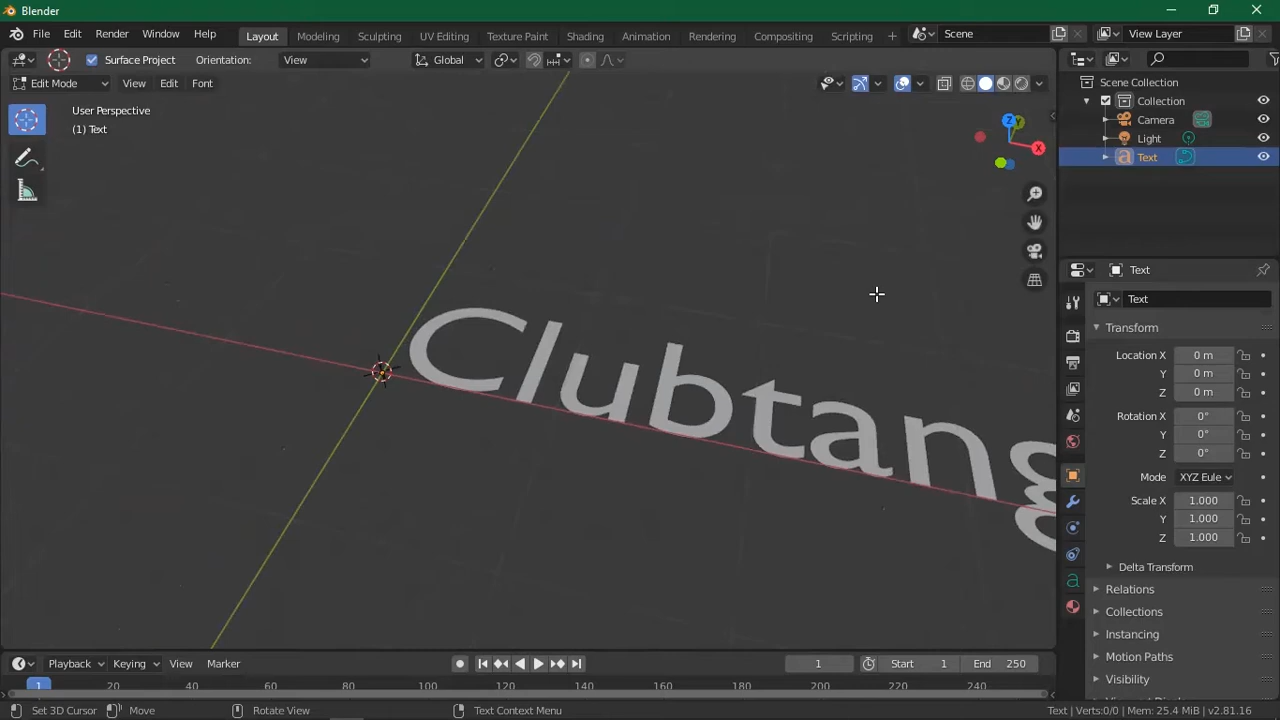 Blender
File Edit Render Window Help Layout Modeling Sculpting UV Editing Texture Paint Shading Animation Rendering Compositing Scripting Scene View Layer
Surface Project Orientation: View Global
Edit Mode View Edit Font
Scene Collection
Collection
User Perspective
(1) Text
Camera
Light
Text
X
Z
Y
Clubtang
Text
Text
Transform
Location X 0 m
Y 0 m
Z 0 m
Rotation X 0°
Y 0°
Z 0°
Mode XYZ Eule
Scale X 1.000
Y 1.000
Z 1.000
Delta Transform
Relations
Collections
Instancing
Motion Paths
Visibility
Playback Keying View Marker 1 Start 1 End 250
1 20 40 60 80 100 120 140 160 180 200 220 240
Set 3D Cursor Move Rotate View Text Context Menu Text | Verts:0/0 | Mem: 25.4 MiB | v2.81.16